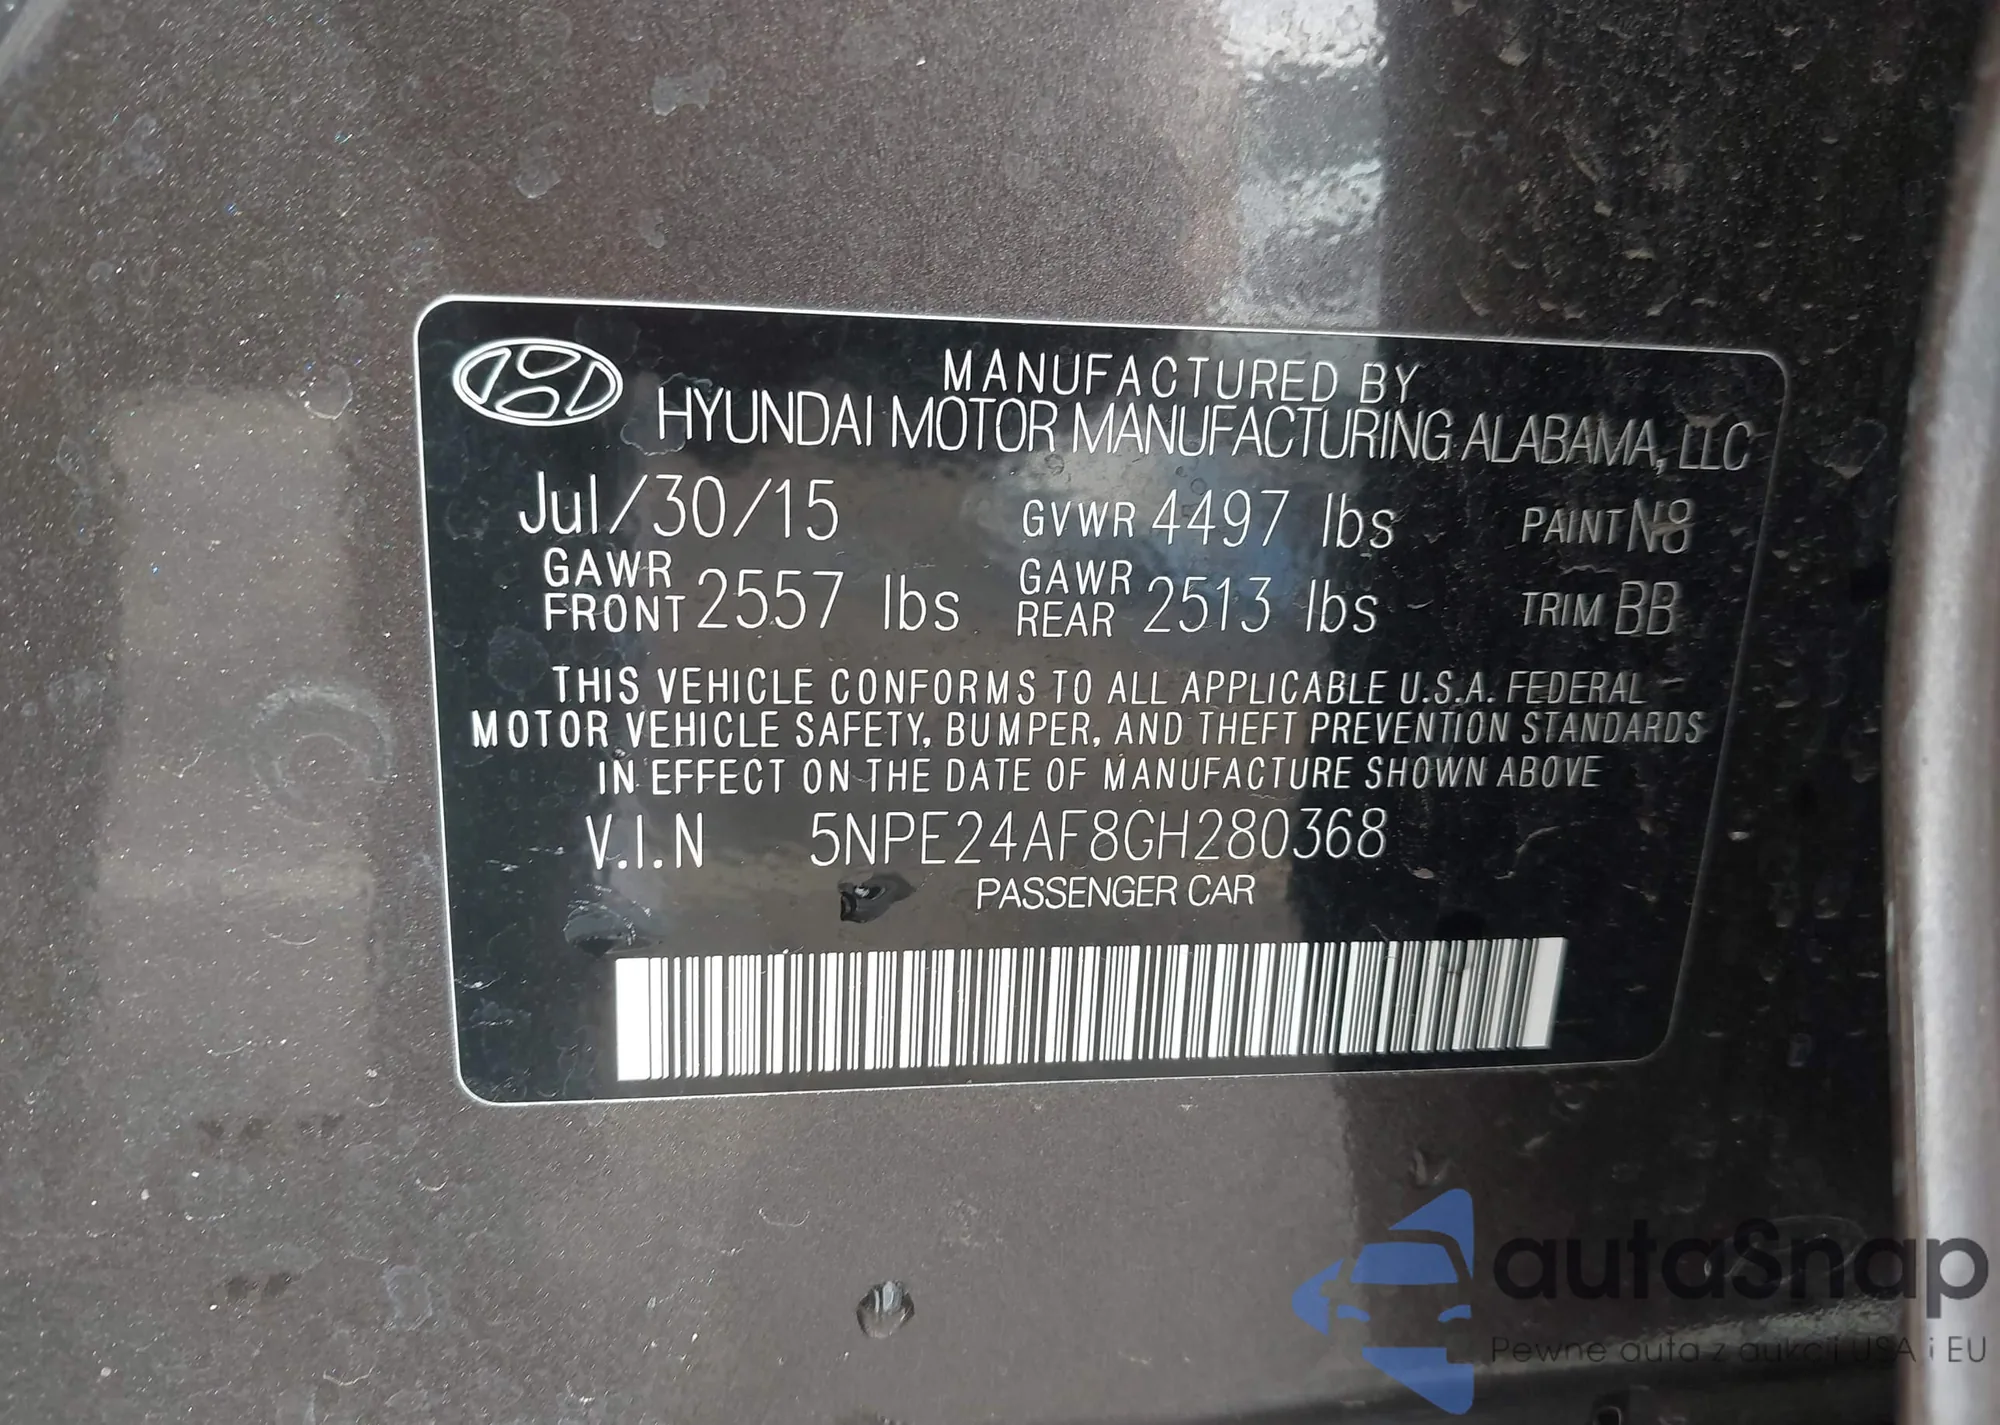 MANUFACTURED BY
HYUNDAI MOTOR MANUFACTURING ALABAMA, LLC
Jul/30/15 GVWR 4497 lbs PAINT N8
GAWR FRONT 2557 lbs GAWR REAR 2513 lbs TRIM BB
THIS VEHICLE CONFORMS TO ALL APPLICABLE U.S.A. FEDERAL
MOTOR VEHICLE SAFETY, BUMPER, AND THEFT PREVENTION STANDARDS
IN EFFECT ON THE DATE OF MANUFACTURE SHOWN ABOVE
V.I.N 5NPE24AF8GH280368
PASSENGER CAR
autaSnap
Pewne auta z aukcji USA i EU